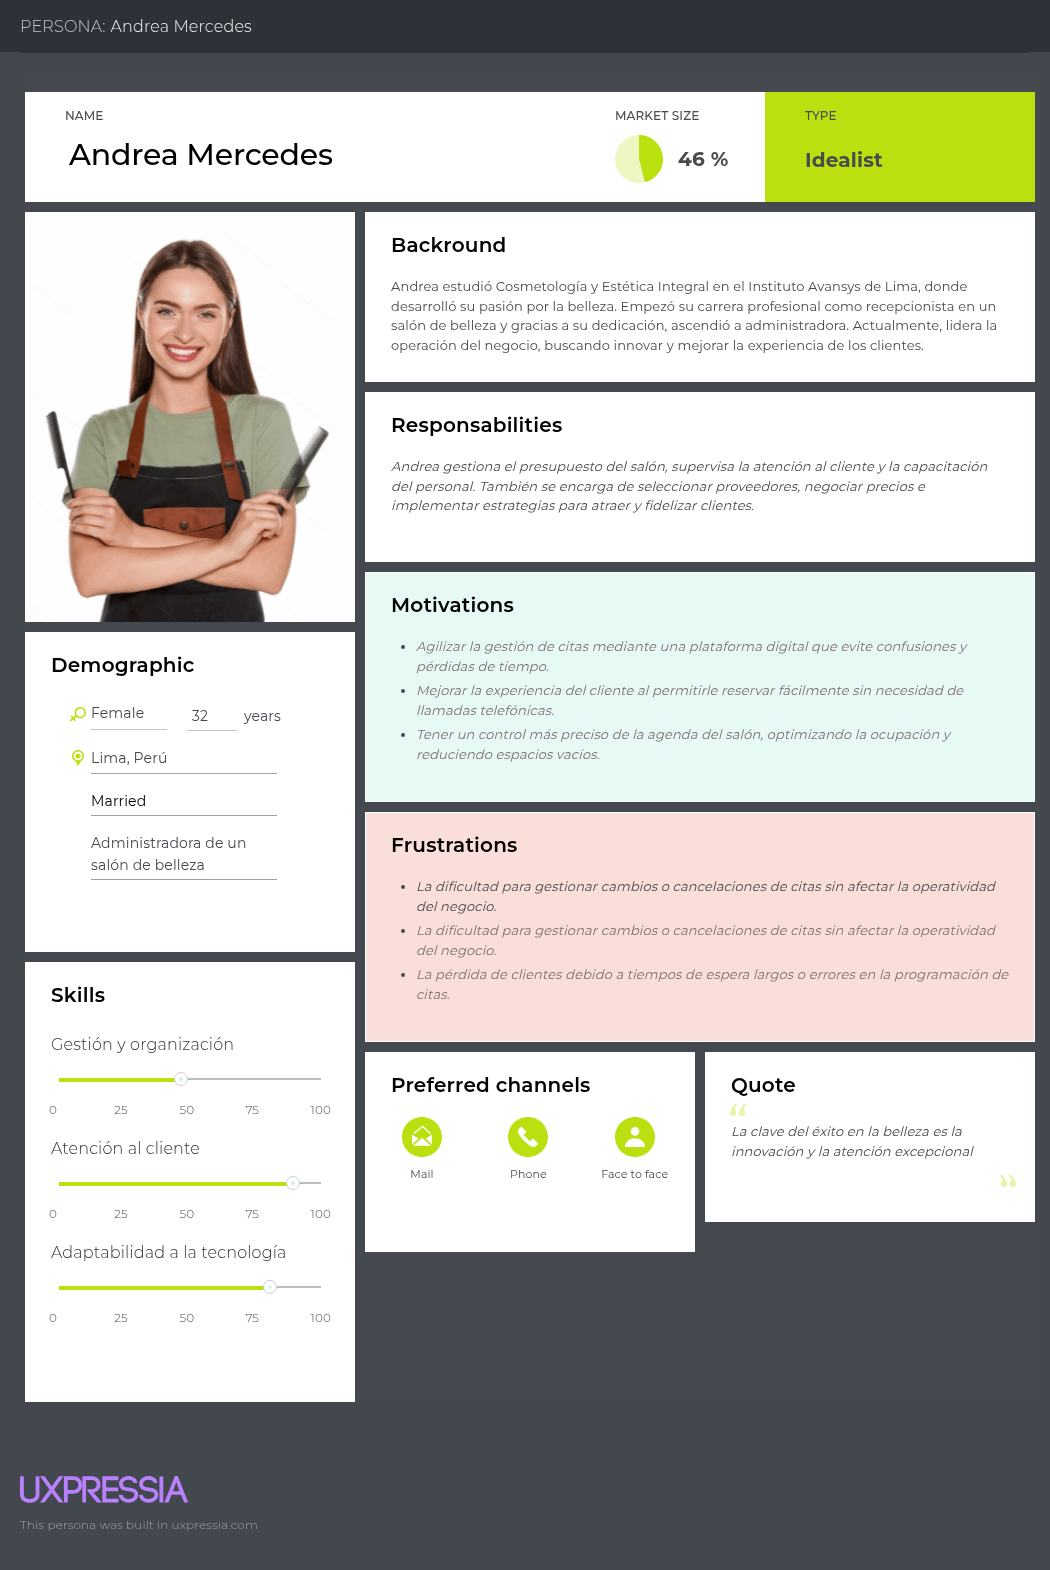 PERSONA: Andrea Mercedes
NAME
Andrea Mercedes
MARKET SIZE
46 %
TYPE
Idealist
Backround
Andrea estudió Cosmetología y Estética Integral en el Instituto Avansys de Lima, donde
desarrolló su pasión por la belleza. Empezó su carrera profesional como recepcionista en un
salón de belleza y gracias a su dedicación, ascendió a administradora. Actualmente, lidera la
operación del negocio, buscando innovar y mejorar la experiencia de los clientes.
Responsabilities
Andrea gestiona el presupuesto del salón, supervisa la atención al cliente y la capacitación
del personal. También se encarga de seleccionar proveedores, negociar precios e
implementar estrategias para atraer y fidelizar clientes.
Motivations
Agilizar la gestión de citas mediante una plataforma digital que evite confusiones y
pérdidas de tiempo.
Mejorar la experiencia del cliente al permitirle reservar fácilmente sin necesidad de
llamadas telefónicas.
Tener un control más preciso de la agenda del salón, optimizando la ocupación y
reduciendo espacios vacíos.
Demographic
Female
32 years
Lima, Perú
Married
Administradora de un
salón de belleza
Frustrations
La dificultad para gestionar cambios o cancelaciones de citas sin afectar la operatividad
del negocio.
La dificultad para gestionar cambios o cancelaciones de citas sin afectar la operatividad
del negocio.
La pérdida de clientes debido a tiempos de espera largos o errores en la programación de
citas.
Skills
Gestión y organización
0 25 50 75 100
Atención al cliente
0 25 50 75 100
Adaptabilidad a la tecnología
0 25 50 75 100
Preferred channels
Mail
Phone
Face to face
Quote
“
La clave del éxito en la belleza es la
innovación y la atención excepcional
”
UXPRESSIA
This persona was built in uxpressia.com